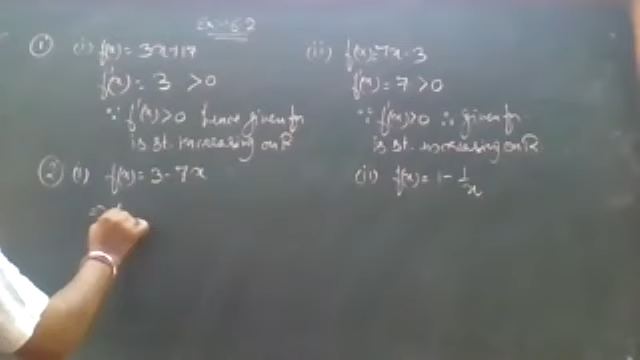 Ex - 6.2
① (i) f(x) = 3x+17
f'(x) = 3 >0
∵ f'(x)>0 hence given fn
is st. increasing on R
(ii) f(x)=7x-3
f'(x) = 7 >0
∵ f'(x)>0 ∴ given fn
is st. increasing on R
② (i) f(x) = 3 - 7x
(ii) f(x) = 1 - 1/x